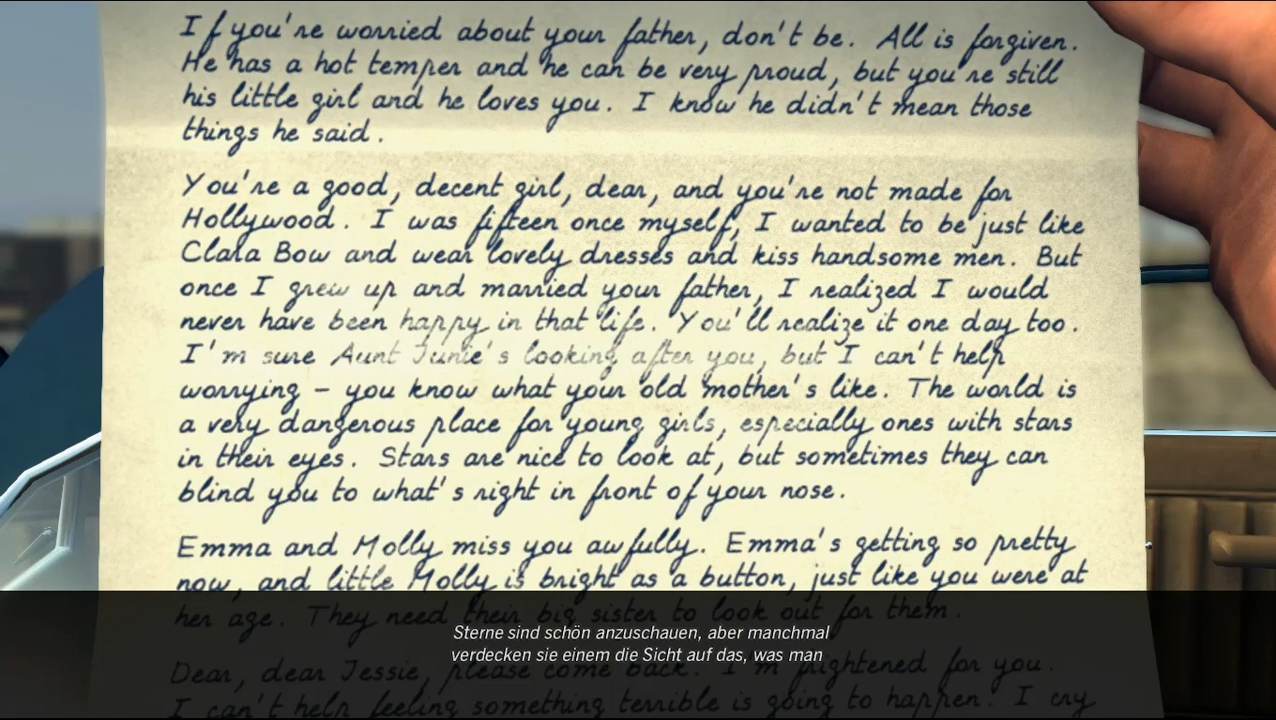 If you're worried about your father, don't be. All is forgiven.
He has a hot temper and he can be very proud, but you're still
his little girl and he loves you. I know he didn't mean those
things he said.
You're a good, decent girl, dear, and you're not made for
Hollywood. I was fifteen once myself, I wanted to be just like
Clara Bow and wear lovely dresses and kiss handsome men. But
once I grew up and married your father, I realized I would
never have been happy in that life. You'll realize it one day too.
I'm sure Aunt Junie's looking after you, but I can't help
worrying – you know what your old mother's like. The world is
a very dangerous place for young girls, especially ones with stars
in their eyes. Stars are nice to look at, but sometimes they can
blind you to what's right in front of your nose.
Emma and Molly miss you awfully. Emma's getting so pretty
now, and little Molly is bright as a button, just like you were at
her age. They need their big sister to look out for them.
Sterne sind schön anzuschauen, aber manchmal
verdecken sie einem die Sicht auf das, was man
Dear, dear Jessie, please come back. I'm frightened for you.
I can't help feeling something terrible is going to happen. I cry